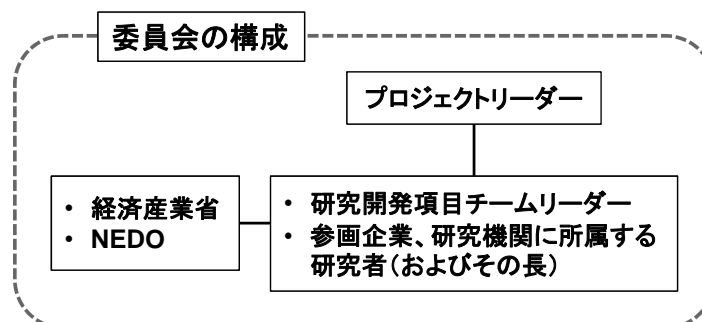 委員会の構成
プロジェクトリーダー
・ 経済産業省
・ NEDO
・ 研究開発項目チームリーダー
・ 参画企業、研究機関に所属する
研究者（およびその長）